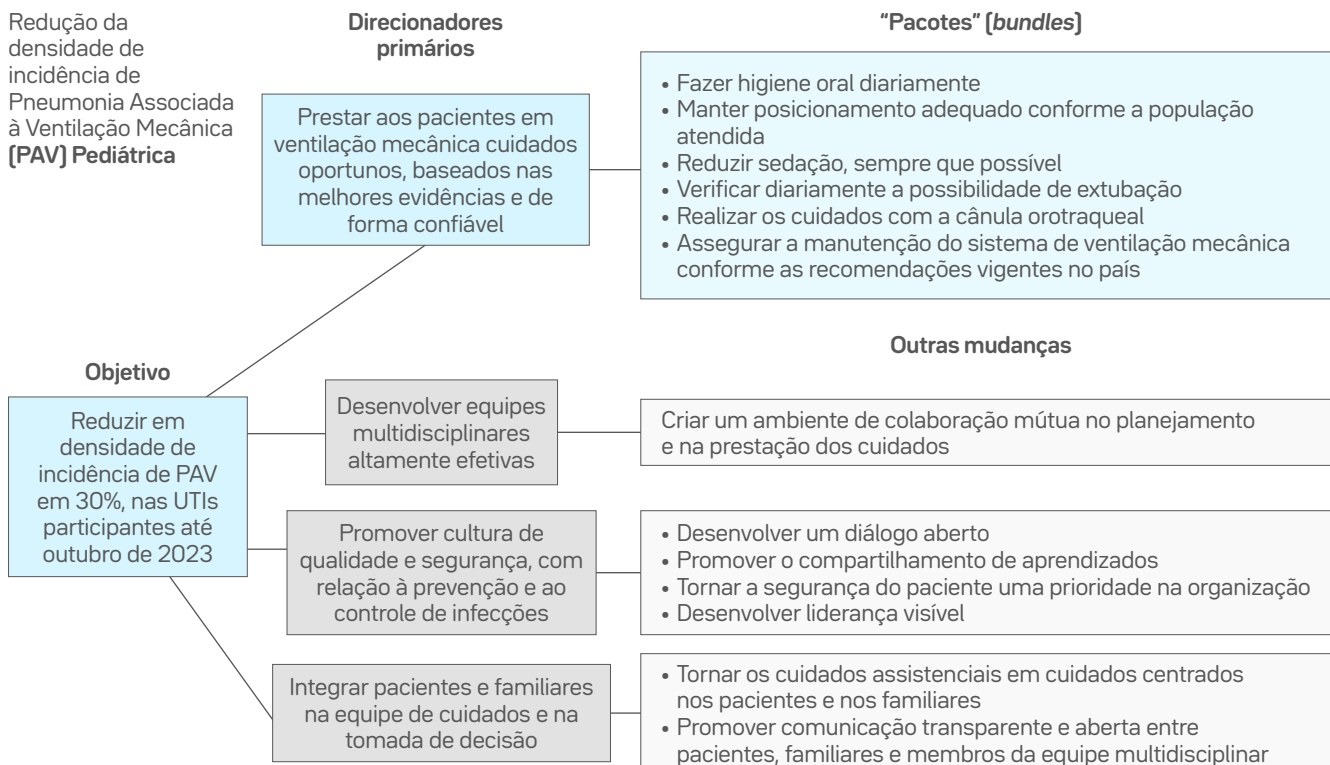 Redução da
densidade de
incidência de
Pneumonia Associada
à Ventilação Mecânica
(PAV) Pediátrica
Direcionadores
primários
“Pacotes” (bundles)
Prestar aos pacientes em
ventilação mecânica cuidados
oportunos, baseados nas
melhores evidências e de
forma confiável
• Fazer higiene oral diariamente
• Manter posicionamento adequado conforme a população
atendida
• Reduzir sedação, sempre que possível
• Verificar diariamente a possibilidade de extubação
• Realizar os cuidados com a cânula orotraqueal
• Assegurar a manutenção do sistema de ventilação mecânica
conforme as recomendações vigentes no país
Outras mudanças
Objetivo
Reduzir em
densidade de
incidência de PAV
em 30%, nas UTIs
participantes até
outubro de 2023
Desenvolver equipes
multidisciplinares
altamente efetivas
Criar um ambiente de colaboração mútua no planejamento
e na prestação dos cuidados
Promover cultura de
qualidade e segurança, com
relação à prevenção e ao
controle de infecções
• Desenvolver um diálogo aberto
• Promover o compartilhamento de aprendizados
• Tornar a segurança do paciente uma prioridade na organização
• Desenvolver liderança visível
Integrar pacientes e familiares
na equipe de cuidados e na
tomada de decisão
• Tornar os cuidados assistenciais em cuidados centrados
nos pacientes e nos familiares
• Promover comunicação transparente e aberta entre
pacientes, familiares e membros da equipe multidisciplinar